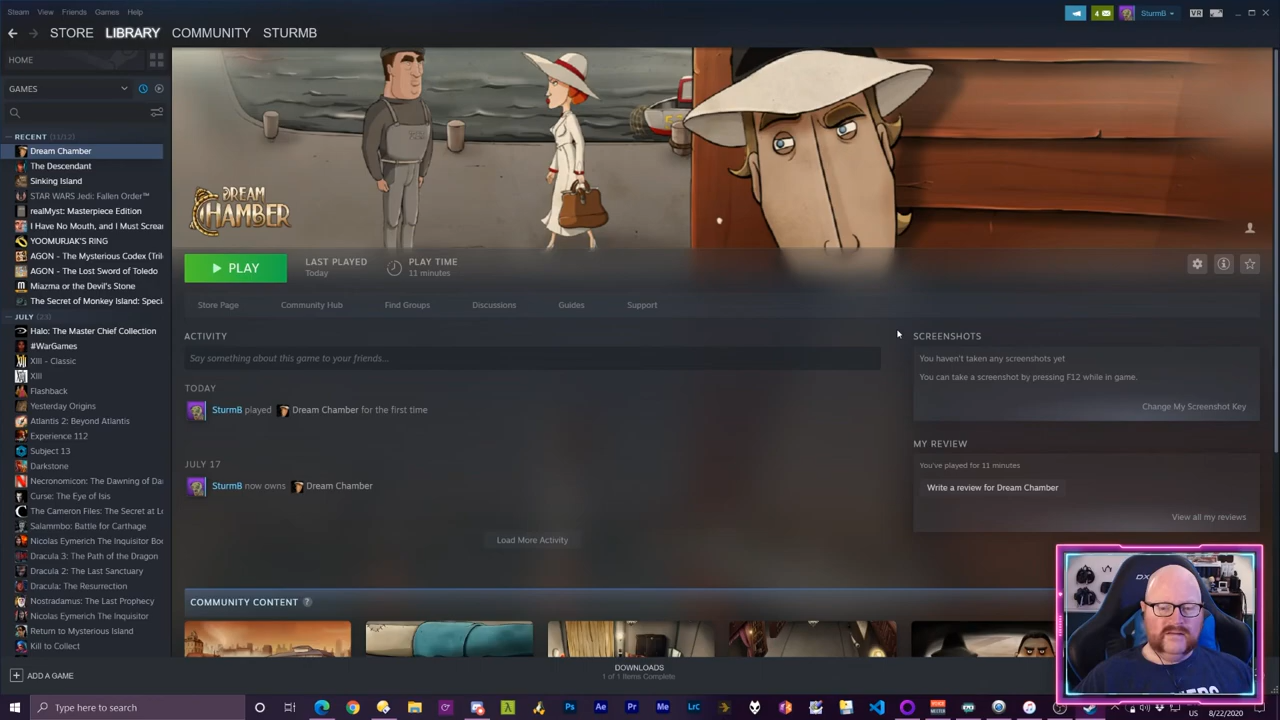 Steam View Friends Games Help
4 SturmB VR
STORE LIBRARY COMMUNITY STURMB
HOME
GAMES
RECENT (11/12)
Dream Chamber
The Descendant
Sinking Island
STAR WARS Jedi: Fallen Order™
realMyst: Masterpiece Edition
I Have No Mouth, and I Must Screar
YOOMURJAK'S RING
AGON - The Mysterious Codex (Tril
AGON - The Lost Sword of Toledo
Miazma or the Devil's Stone
The Secret of Monkey Island: Speci
JULY (23)
Halo: The Master Chief Collection
#WarGames
XIII - Classic
XIII
Flashback
Yesterday Origins
Atlantis 2: Beyond Atlantis
Experience 112
Subject 13
Darkstone
Necronomicon: The Dawning of Da
Curse: The Eye of Isis
The Cameron Files: The Secret at Lo
Salammbo: Battle for Carthage
Nicolas Eymerich The Inquisitor Boo
Dracula 3: The Path of the Dragon
Dracula 2: The Last Sanctuary
Dracula: The Resurrection
Nostradamus: The Last Prophecy
Nicolas Eymerich The Inquisitor
Return to Mysterious Island
Kill to Collect
ADD A GAME
DREAM
CHAMBER
PLAY
LAST PLAYED
Today
PLAY TIME
11 minutes
Store Page Community Hub Find Groups Discussions Guides Support
ACTIVITY
Say something about this game to your friends...
TODAY
SturmB played Dream Chamber for the first time
JULY 17
SturmB now owns Dream Chamber
Load More Activity
SCREENSHOTS
You haven't taken any screenshots yet
You can take a screenshot by pressing F12 while in game.
Change My Screenshot Key
MY REVIEW
You've played for 11 minutes
Write a review for Dream Chamber
View all my reviews
COMMUNITY CONTENT ?
DOWNLOADS
1 of 1 Items Complete
Type here to search
Ps Ae Pr Me Lrc
US 8/22/2020